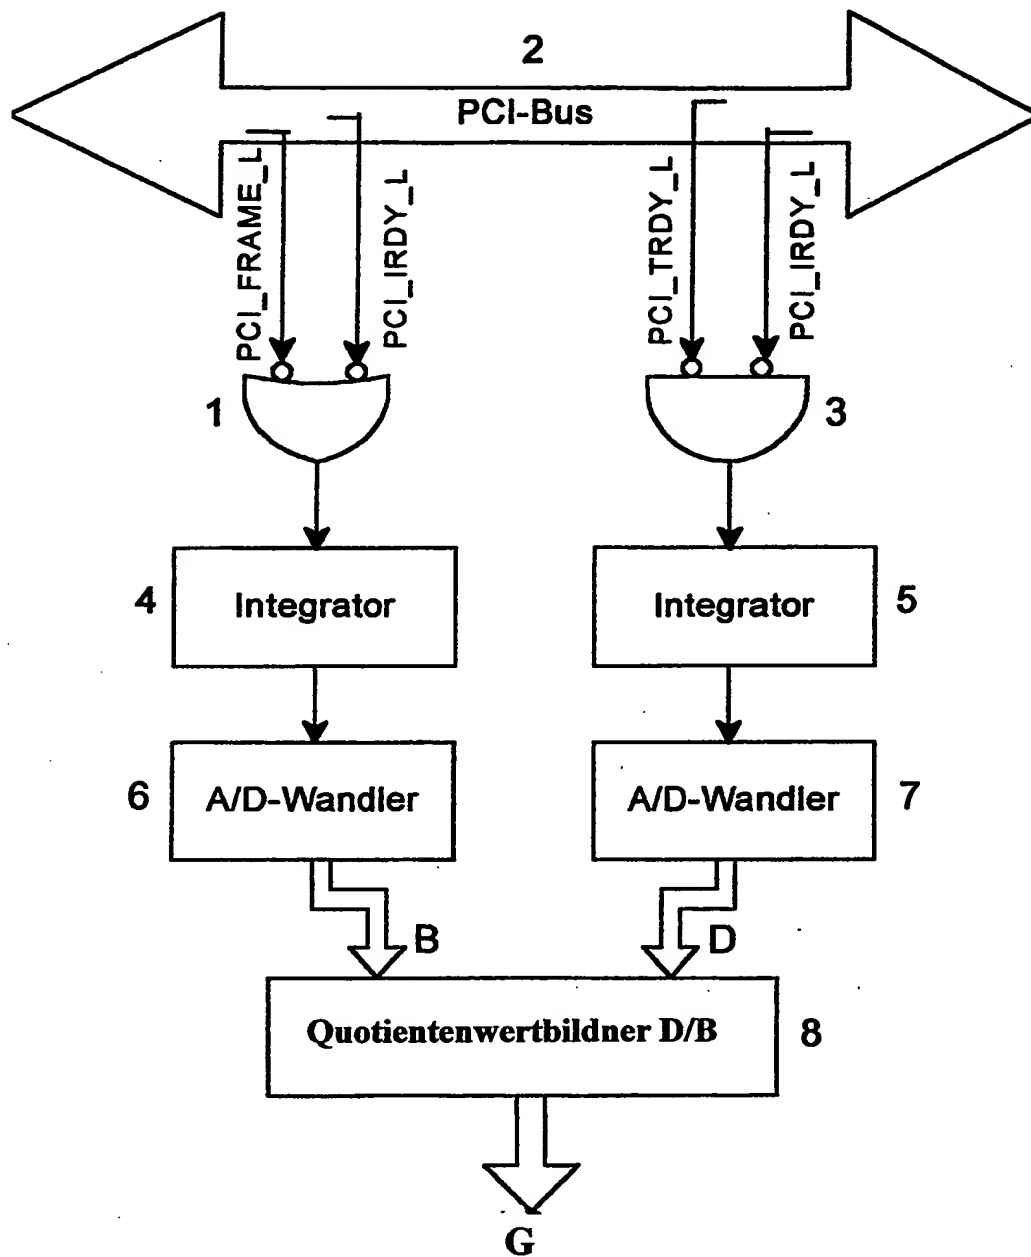 2
PCI-Bus
PCI_FRAME_L
PCI_IRDY_L
PCI_TRDY_L
PCI_IRDY_L
1
3
4
Integrator
Integrator
5
6
A/D-Wandler
A/D-Wandler
7
B
D
Quotientenwertbildner D/B
8
G